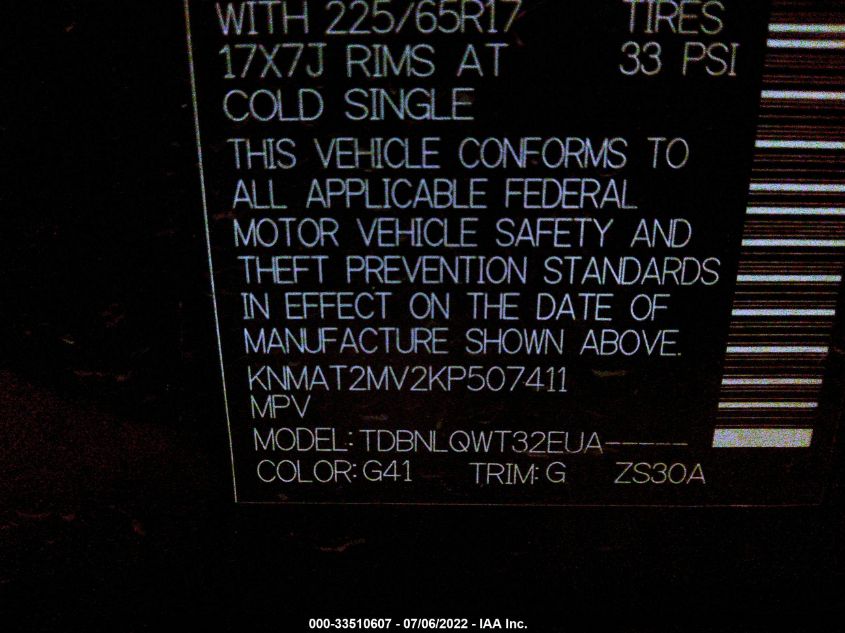 WITH 225/65R17 TIRES
17X7J RIMS AT 33 PSI
COLD SINGLE
THIS VEHICLE CONFORMS TO
ALL APPLICABLE FEDERAL
MOTOR VEHICLE SAFETY AND
THEFT PREVENTION STANDARDS
IN EFFECT ON THE DATE OF
MANUFACTURE SHOWN ABOVE.
KNMAT2MV2KP507411
MPV
MODEL: TDBNLQWT32EUA-----
COLOR: G41 TRIM: G ZS30A
000-33510607 - 07/06/2022 - IAA Inc.